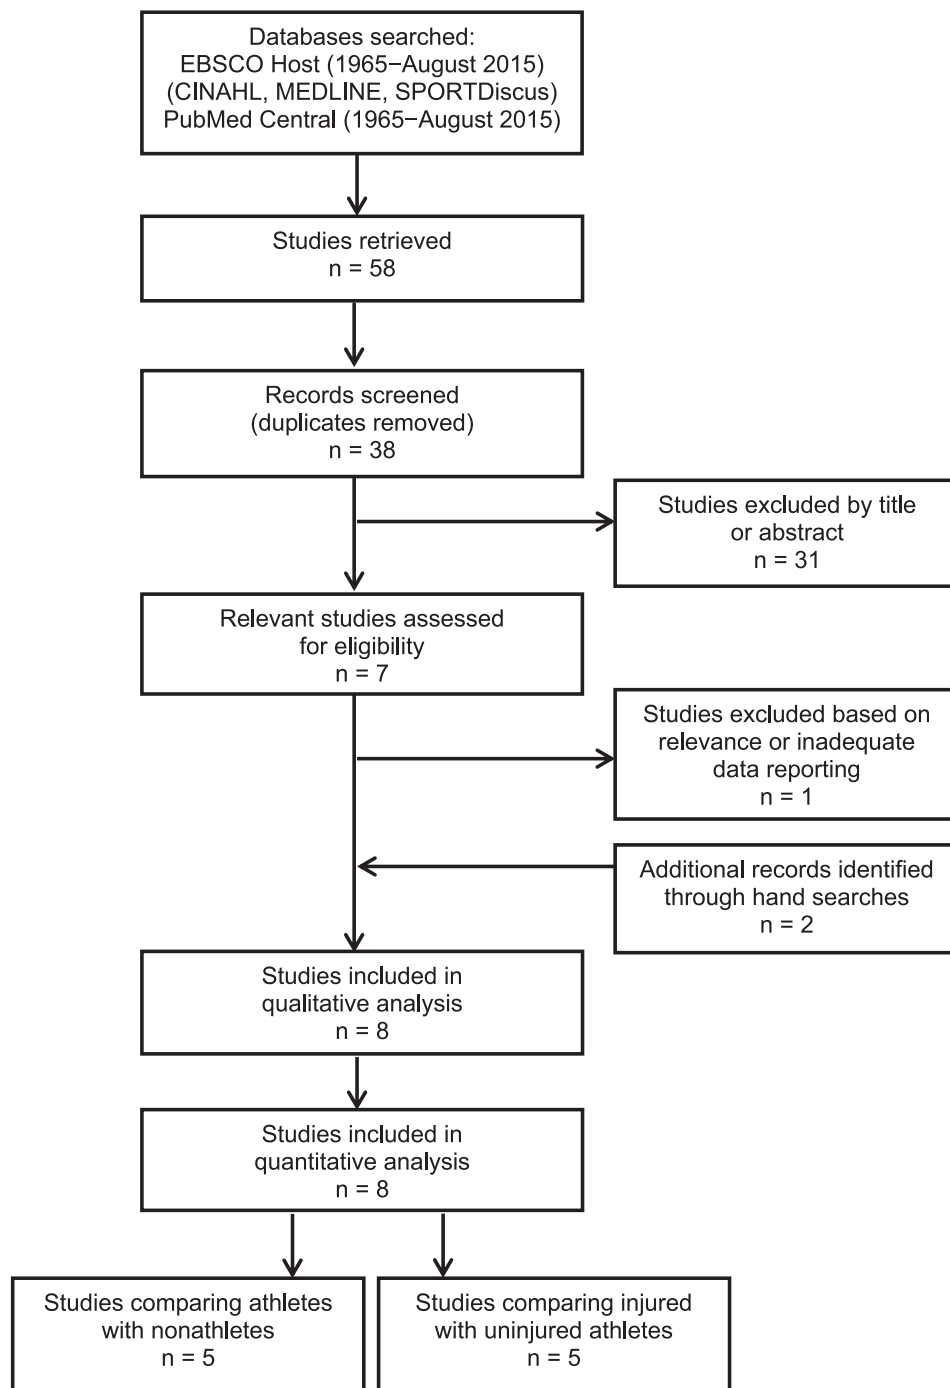 Databases searched:
EBSCO Host (1965–August 2015)
(CINAHL, MEDLINE, SPORTDiscus)
PubMed Central (1965–August 2015)
Studies retrieved
n = 58
Records screened
(duplicates removed)
n = 38
Studies excluded by title
or abstract
n = 31
Relevant studies assessed
for eligibility
n = 7
Studies excluded based on
relevance or inadequate
data reporting
n = 1
Additional records identified
through hand searches
n = 2
Studies included in
qualitative analysis
n = 8
Studies included in
quantitative analysis
n = 8
Studies comparing athletes
with nonathletes
n = 5
Studies comparing injured
with uninjured athletes
n = 5